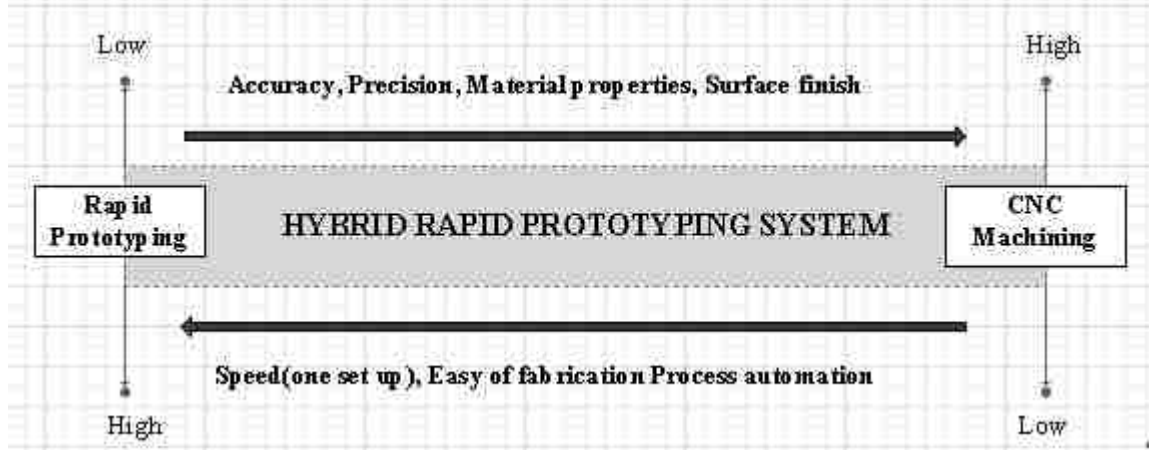 Low
High
Accuracy, Precision, Material properties, Surface finish
Rapid
Prototyping
HYBRID RAPID PROTOTYPING SYSTEM
CNC
Machining
Speed(one set up), Easy of fabrication Process automation
High
Low